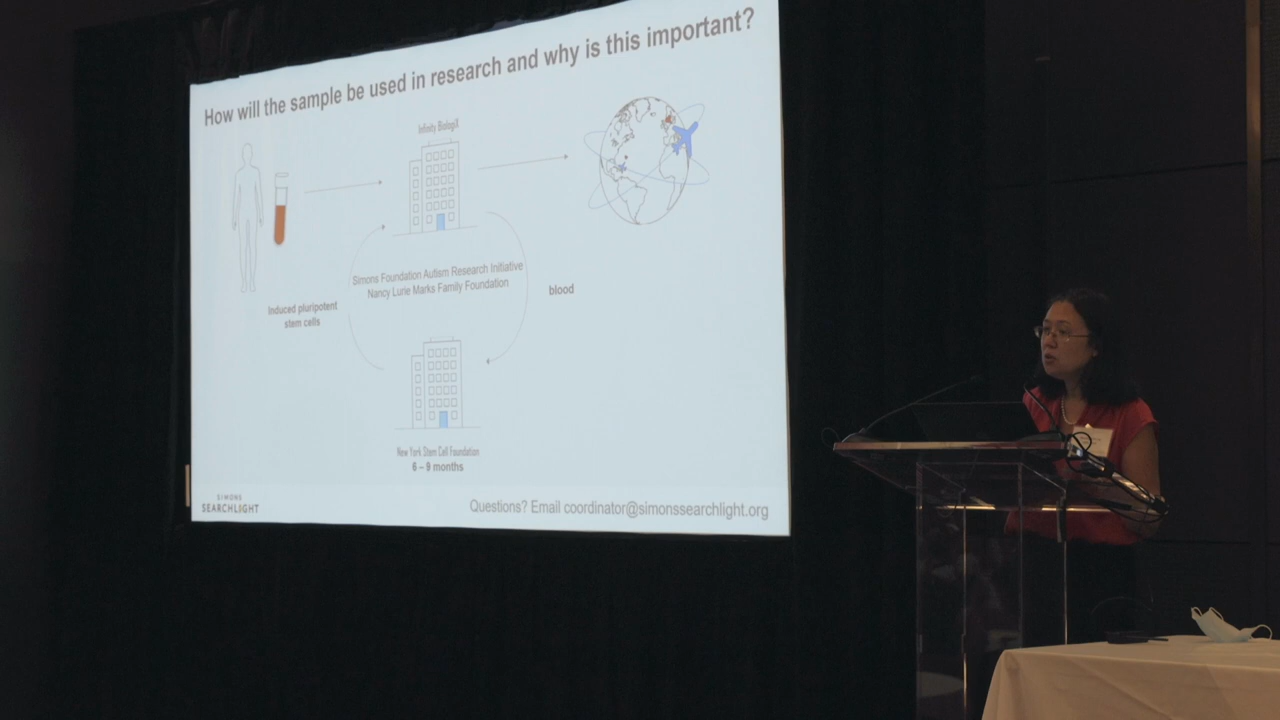 How will the sample be used in research and why is this important?
Infinity BiologiX
Simons Foundation Autism Research Initiative
Nancy Lurie Marks Family Foundation
blood
Induced pluripotent
stem cells
New York Stem Cell Foundation
6 – 9 months
SIMONS
SEARCHLIGHT
Questions? Email coordinator@simonssearchlight.org